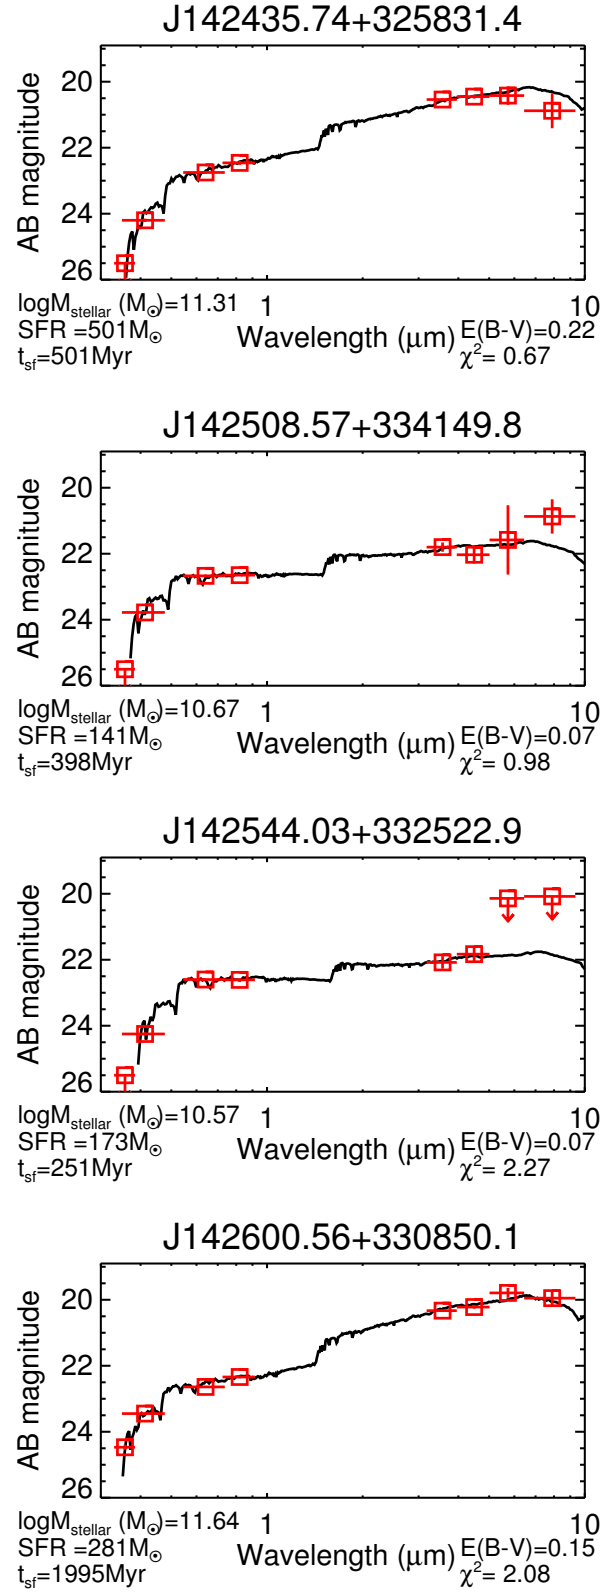 J142435.74+325831.4
20
22
24
26
AB magnitude
1
10
Wavelength (μm)
logM_stellar (M_⊙)=11.31
SFR =501M_⊙
t_sf=501Myr
E(B-V)=0.22
χ²= 0.67
J142508.57+334149.8
20
22
24
26
AB magnitude
1
10
Wavelength (μm)
logM_stellar (M_⊙)=10.67
SFR =141M_⊙
t_sf=398Myr
E(B-V)=0.07
χ²= 0.98
J142544.03+332522.9
20
22
24
26
AB magnitude
1
10
Wavelength (μm)
logM_stellar (M_⊙)=10.57
SFR =173M_⊙
t_sf=251Myr
E(B-V)=0.07
χ²= 2.27
J142600.56+330850.1
20
22
24
26
AB magnitude
1
10
Wavelength (μm)
logM_stellar (M_⊙)=11.64
SFR =281M_⊙
t_sf=1995Myr
E(B-V)=0.15
χ²= 2.08